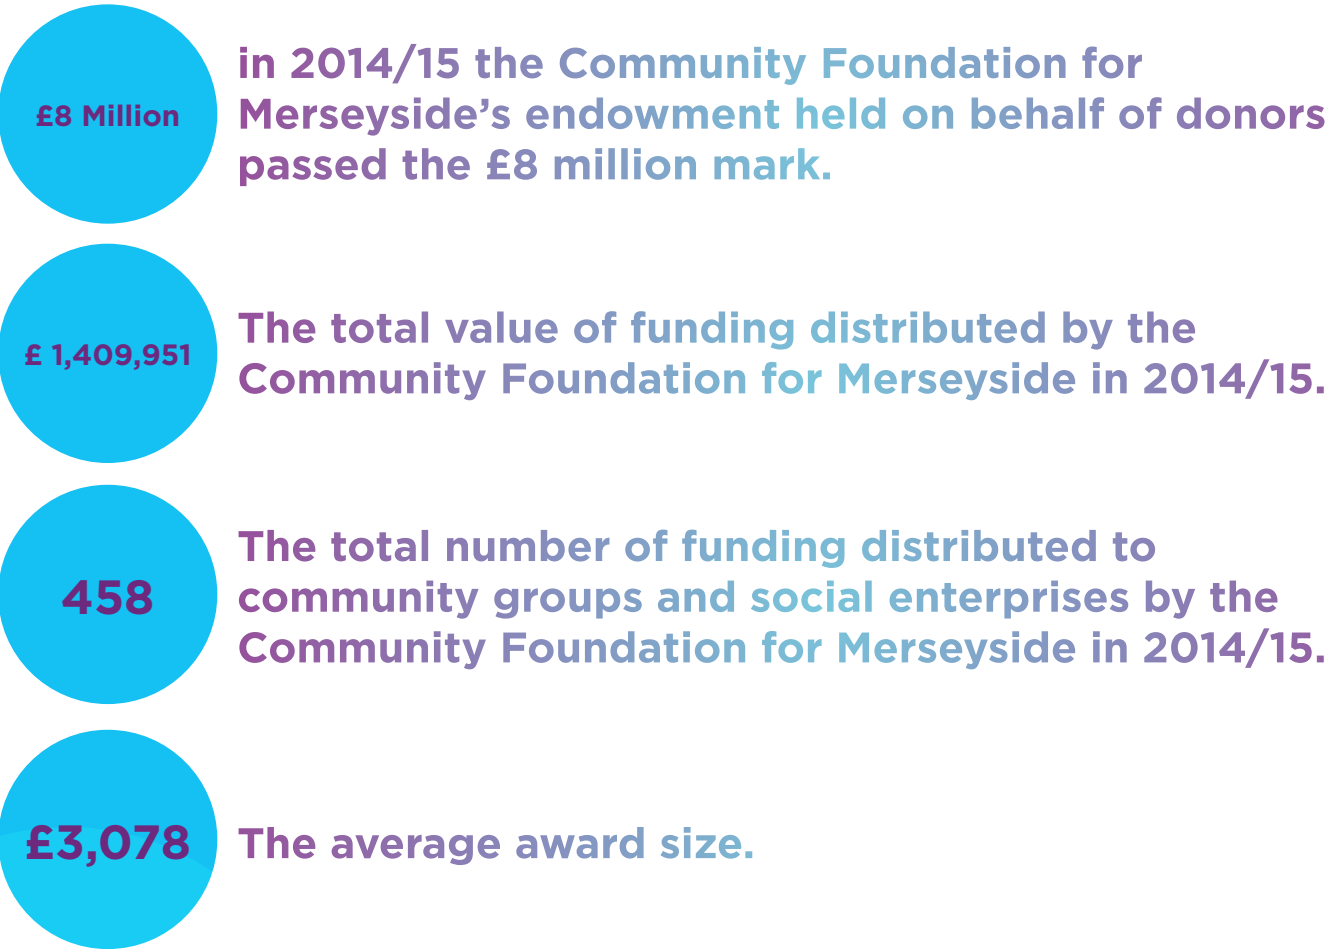 £8 Million
in 2014/15 the Community Foundation for
Merseyside’s endowment held on behalf of donors
passed the £8 million mark.
£ 1,409,951
The total value of funding distributed by the
Community Foundation for Merseyside in 2014/15.
458
The total number of funding distributed to
community groups and social enterprises by the
Community Foundation for Merseyside in 2014/15.
£3,078
The average award size.